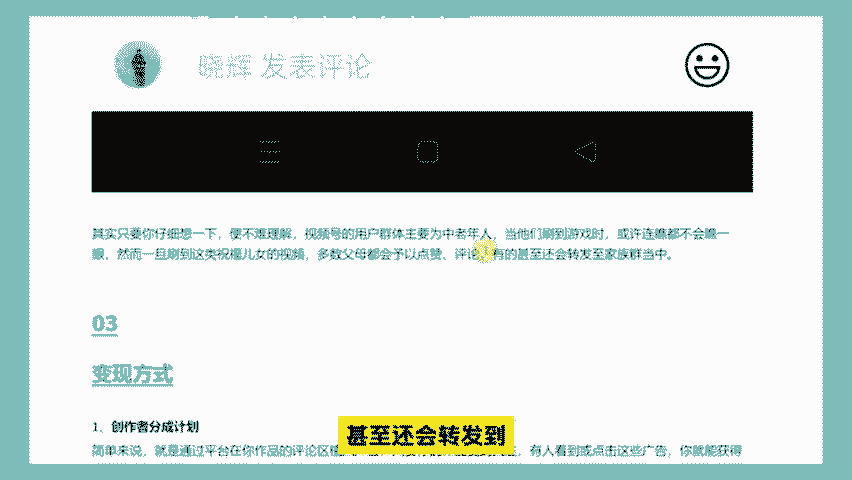 晓辉 发表评论
其实只要你仔细想一下，便不难理解，视频号的用户群体主要为中老年人，当他们刷到游戏时，或许连瞧都不会瞧一
眼，然而一旦刷到这类祝福儿女的视频，多数父母都会予以点赞、评论，有的甚至还会转发至家族群当中。
03
变现方式
1、创作者分成计划
简单来说，就是通过平台在你作品的评论区植 有人看到或点击这些广告，你就能获得
甚至还会转发到